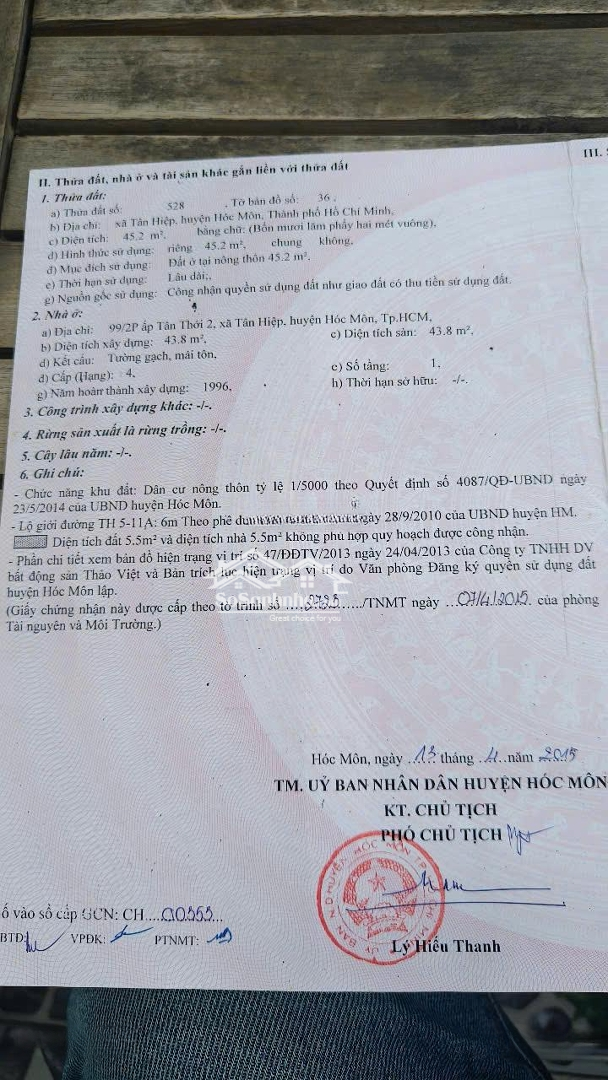 III.
II. Thửa đất, nhà ở và tài sản khác gắn liền với thửa đất
1. Thửa đất:
a) Thửa đất số: 528 , Tờ bản đồ số: 36 ,
b) Địa chỉ: xã Tân Hiệp, huyện Hóc Môn, Thành phố Hồ Chí Minh,
c) Diện tích: 45.2 m², bằng chữ: (Bốn mươi lăm phẩy hai mét vuông),
d) Hình thức sử dụng: riêng 45.2 m², chung không,
đ) Mục đích sử dụng: Đất ở tại nông thôn 45.2 m².
e) Thời hạn sử dụng: Lâu dài;.
g) Nguồn gốc sử dụng: Công nhận quyền sử dụng đất như giao đất có thu tiền sử dụng đất.
2. Nhà ở:
a) Địa chỉ: 99/2P ấp Tân Thới 2, xã Tân Hiệp, huyện Hóc Môn, Tp.HCM,
b) Diện tích xây dựng: 43.8 m², c) Diện tích sàn: 43.8 m²,
d) Kết cấu: Tường gạch, mái tôn,
đ) Cấp (Hạng): 4, e) Số tầng: 1,
g) Năm hoàn thành xây dựng: 1996, h) Thời hạn sở hữu: -/-.
3. Công trình xây dựng khác: -/-.
4. Rừng sản xuất là rừng trồng: -/-.
5. Cây lâu năm: -/-.
6. Ghi chú:
- Chức năng khu đất: Dân cư nông thôn tỷ lệ 1/5000 theo Quyết định số 4087/QĐ-UBND ngày
23/5/2014 của UBND huyện Hóc Môn.
- Lộ giới đường TH 5-11A: 6m Theo phê ngày 28/9/2010 của UBND huyện HM.
Diện tích đất 5.5m² và diện tích nhà 5.5m² không phù hợp quy hoạch được công nhận.
- Phần chi tiết xem bản đồ hiện trạng vị trí số 47/ĐĐTV/2013 ngày 24/04/2013 của Công ty TNHH DV
bất động sản Thảo Việt và Bản trích lục hiện trạng vị trí do Văn phòng Đăng ký quyền sử dụng đất
huyện Hóc Môn lập.
(Giấy chứng nhận này được cấp theo tờ trình số ...../TNMT ngày ..07/4/2015 của phòng
Tài nguyên và Môi Trường.)
Great choice for you
Hóc Môn, ngày ..13 tháng ..4.. năm 2015
TM. UỶ BAN NHÂN DÂN HUYỆN HÓC MÔN
KT. CHỦ TỊCH
PHÓ CHỦ TỊCH
Lý Hiếu Thanh
ố vào sổ cấp GCN: CH.....00553...
BTĐ: VPĐK: PTNMT: